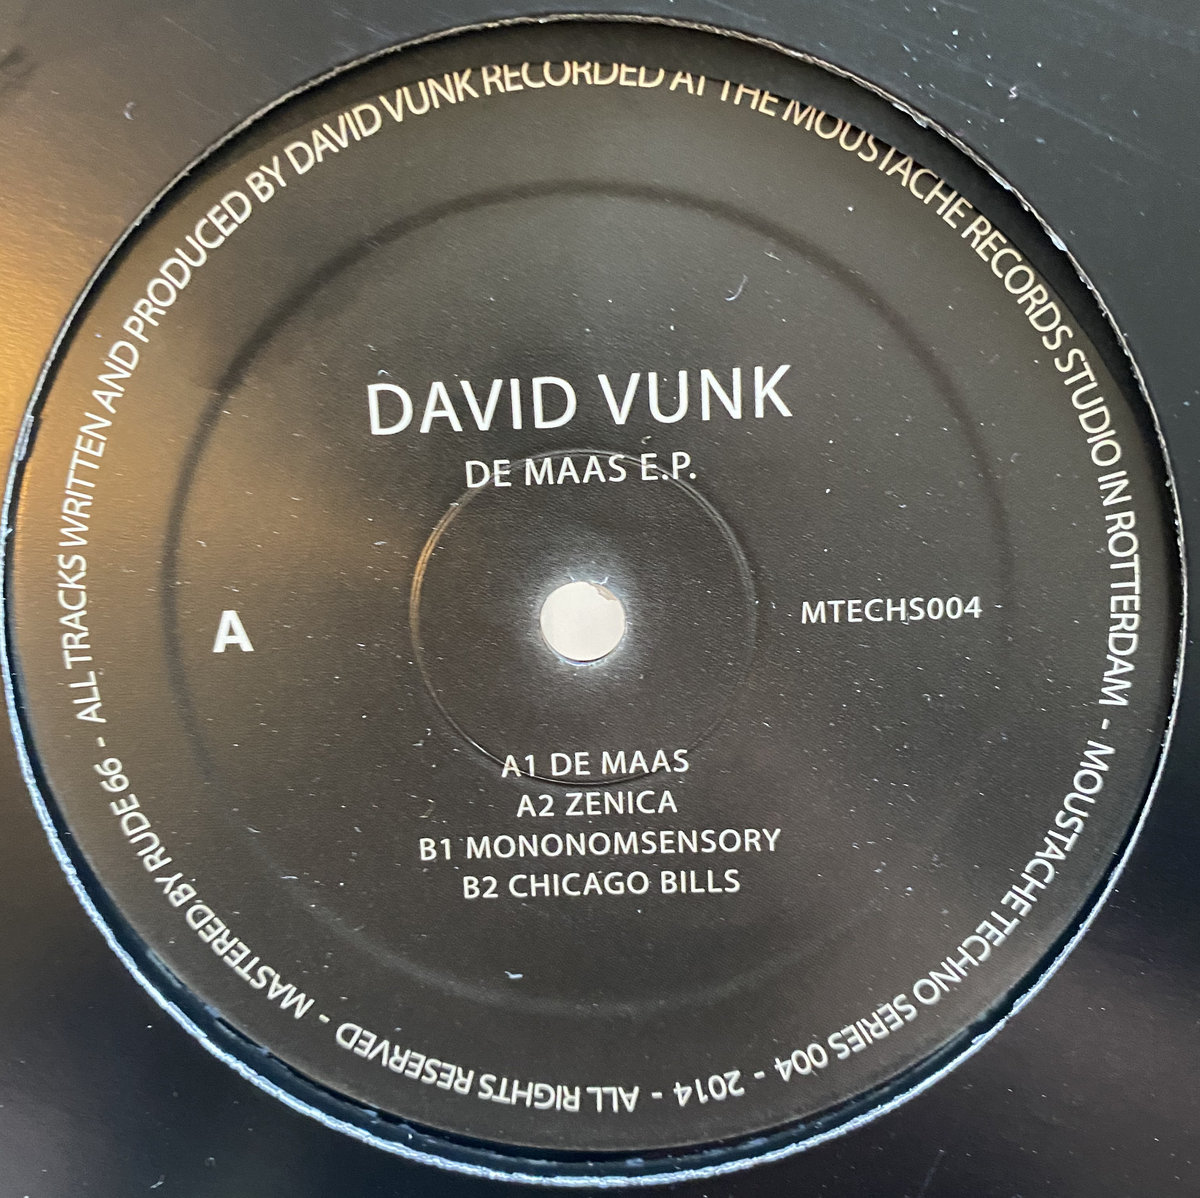 DAVID VUNK
DE MAAS E.P.
A
MTECHS004
A1 DE MAAS
A2 ZENICA
B1 MONONOMSENSORY
B2 CHICAGO BILLS
ALL TRACKS WRITTEN AND PRODUCED BY DAVID VUNK RECORDED AT THE MOUSTACHE RECORDS STUDIO IN ROTTERDAM - MOUSTACHE TECHNO SERIES 004 - 2014 - ALL RIGHTS RESERVED - MASTERED BY RUDE 66 -